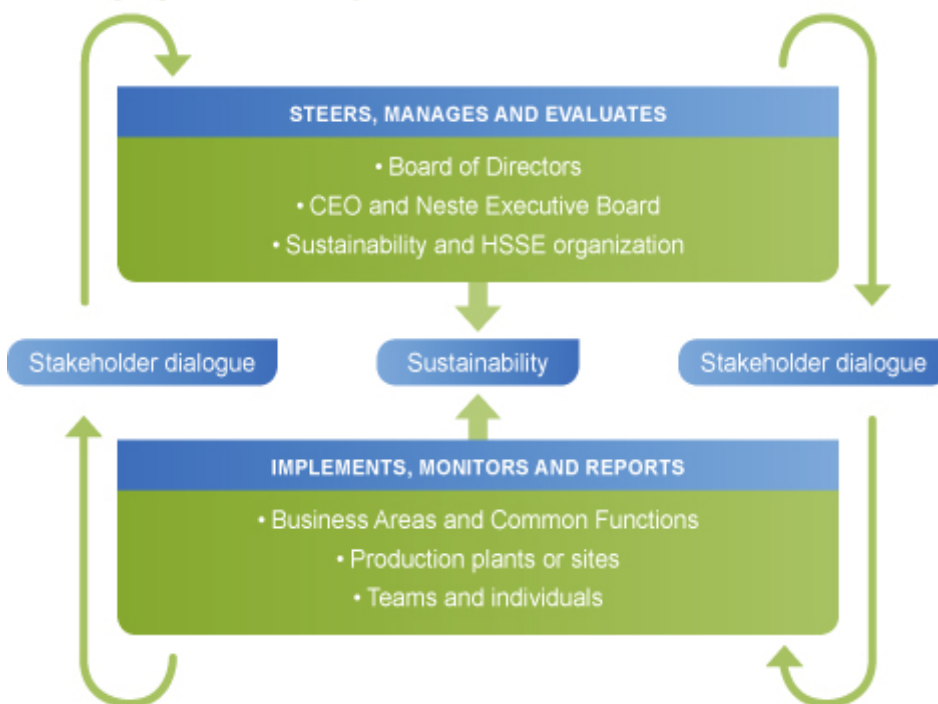 STEERS, MANAGES AND EVALUATES
• Board of Directors
• CEO and Neste Executive Board
• Sustainability and HSSE organization
Stakeholder dialogue
Sustainability
Stakeholder dialogue
IMPLEMENTS, MONITORS AND REPORTS
• Business Areas and Common Functions
• Production plants or sites
• Teams and individuals